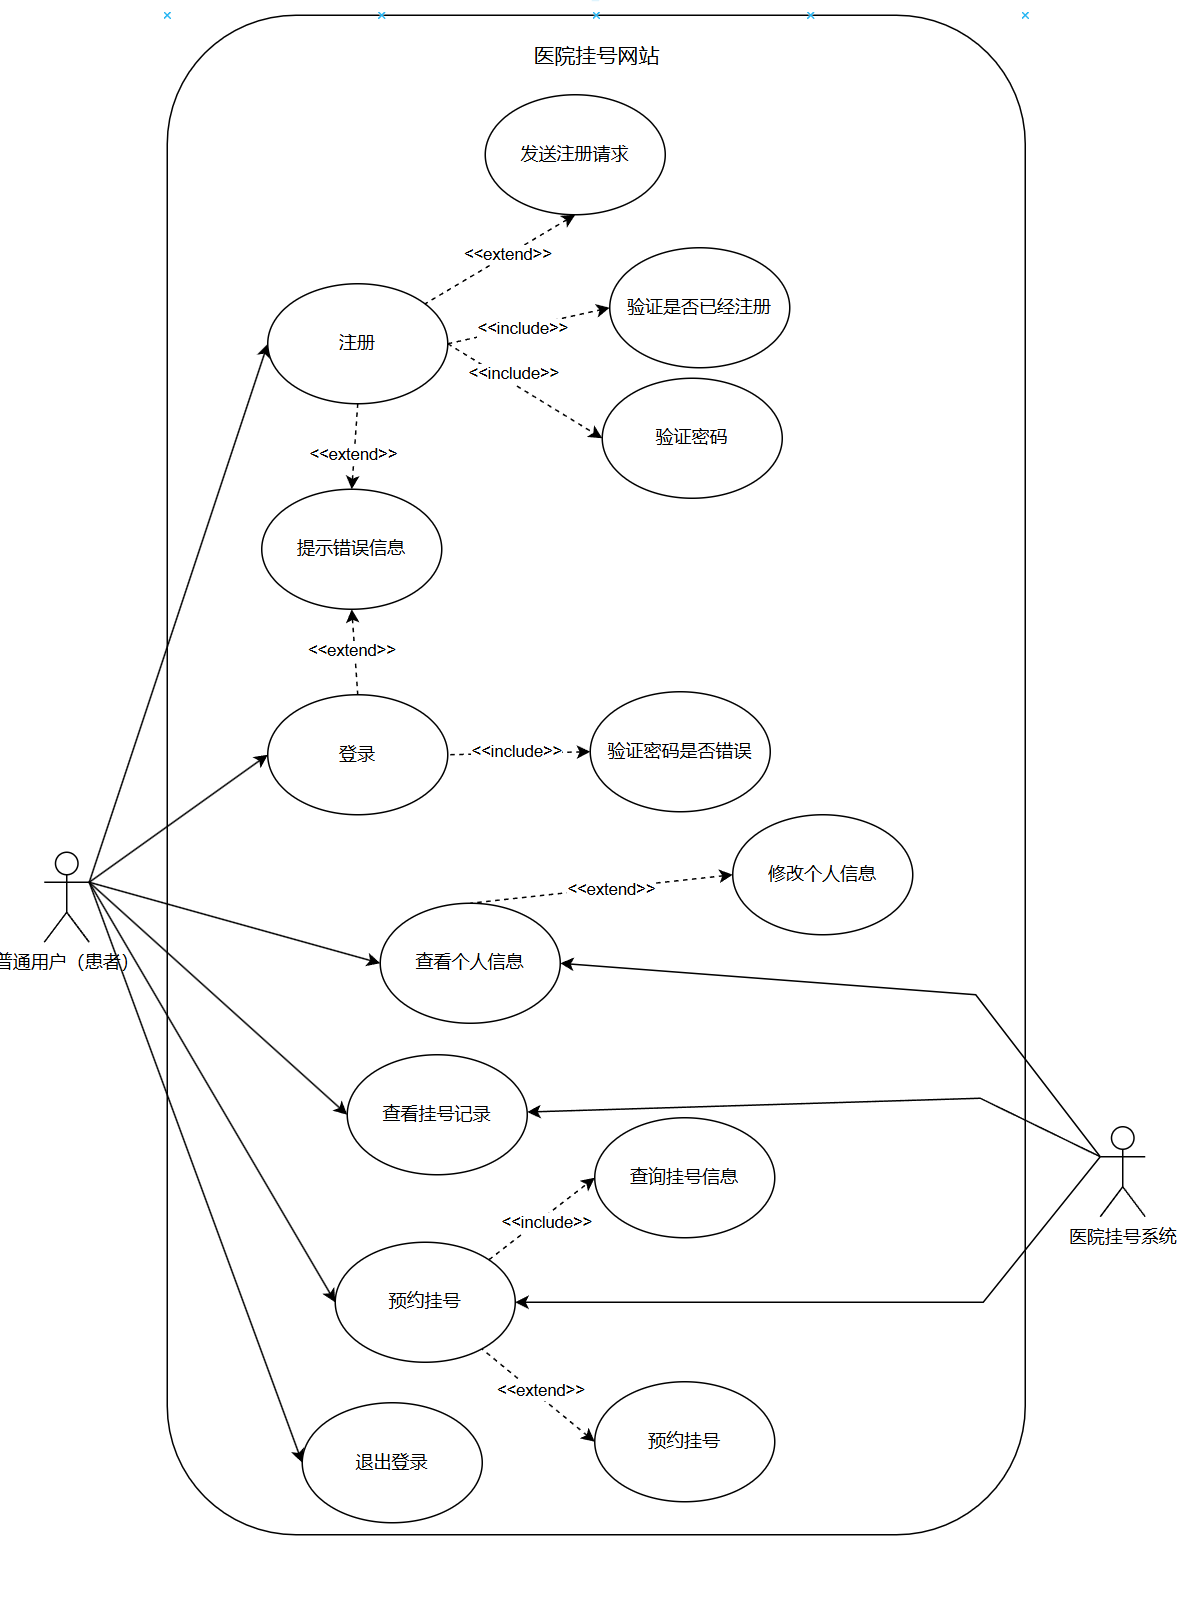 医院挂号网站
发送注册请求
<<extend>>
验证是否已经注册
<<include>>
注册
<<include>>
验证密码
<<extend>>
提示错误信息
<<extend>>
登录
<<include>>
验证密码是否错误
修改个人信息
<<extend>>
普通用户（患者）
查看个人信息
查看挂号记录
查询挂号信息
<<include>>
医院挂号系统
预约挂号
<<extend>>
预约挂号
退出登录